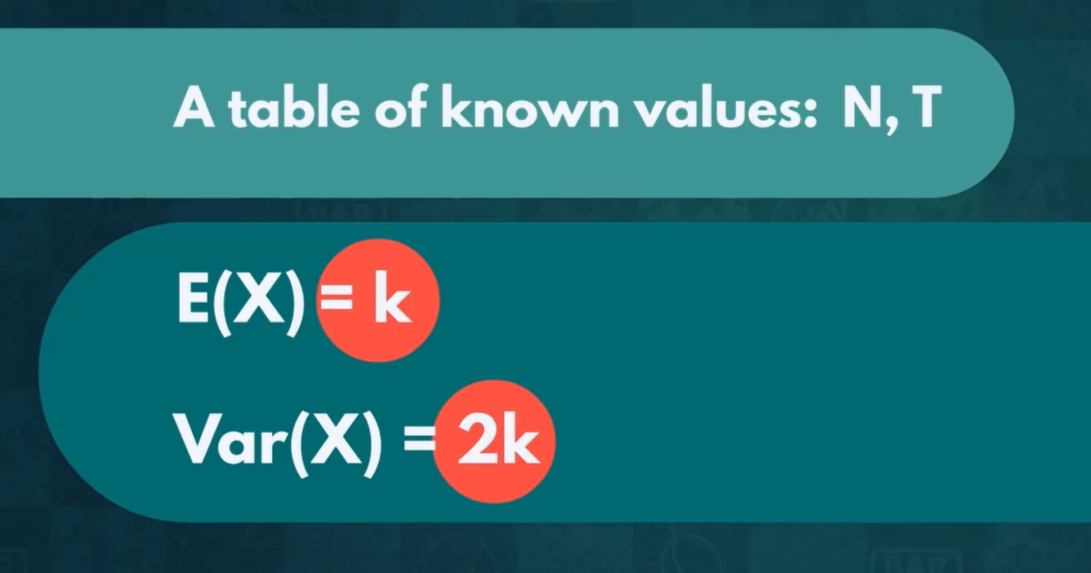 A table of known values: N, T
E(X) = k
Var(X) = 2k